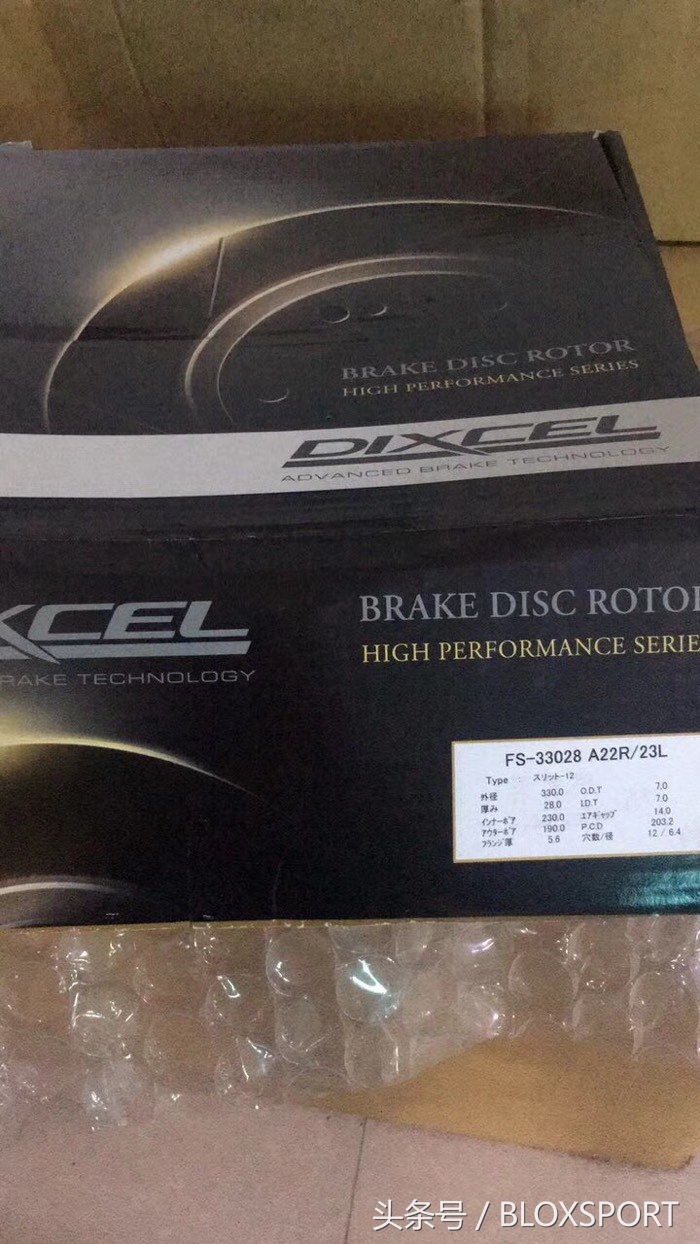 BRAKE DISC ROTOR
HIGH PERFORMANCE SERIES
DIXCEL
ADVANCED BRAKE TECHNOLOGY
XCEL
RAKE TECHNOLOGY
BRAKE DISC ROTO
HIGH PERFORMANCE SERIE
FS-33028 A22R/23L
Type : スリット-12
外径 330.0 O.D.T 7.0
厚み 28.0 I.D.T 7.0
インナーボア 230.0 エアギャップ 14.0
アウターボア 190.0 P.C.D 203.2
フランジ厚 5.6 穴数/径 12 / 6.4
头条号 / BLOXSPORT